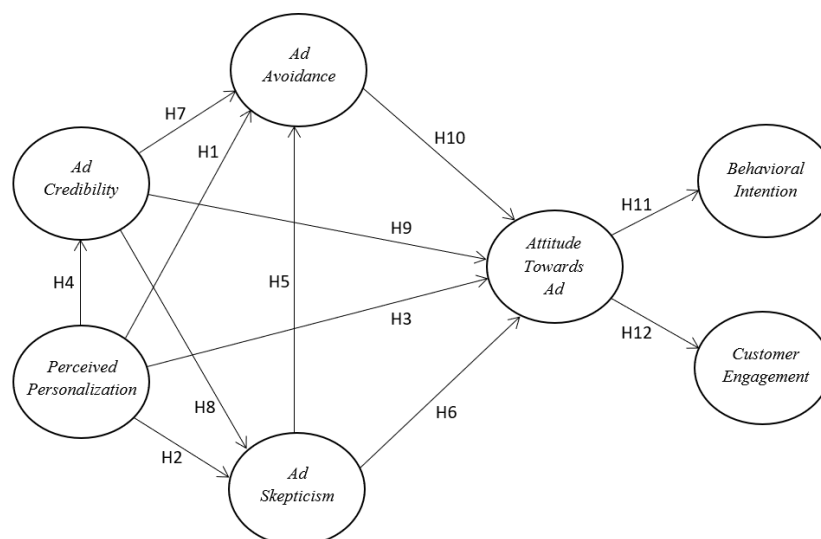 Ad
Avoidance
H7
H1
H10
Ad
Credibility
Behavioral
Intention
H11
H9
Attitude
Towards
Ad
H4
H5
H3
H12
Perceived
Personalization
Customer
Engagement
H8
H6
H2
Ad
Skepticism